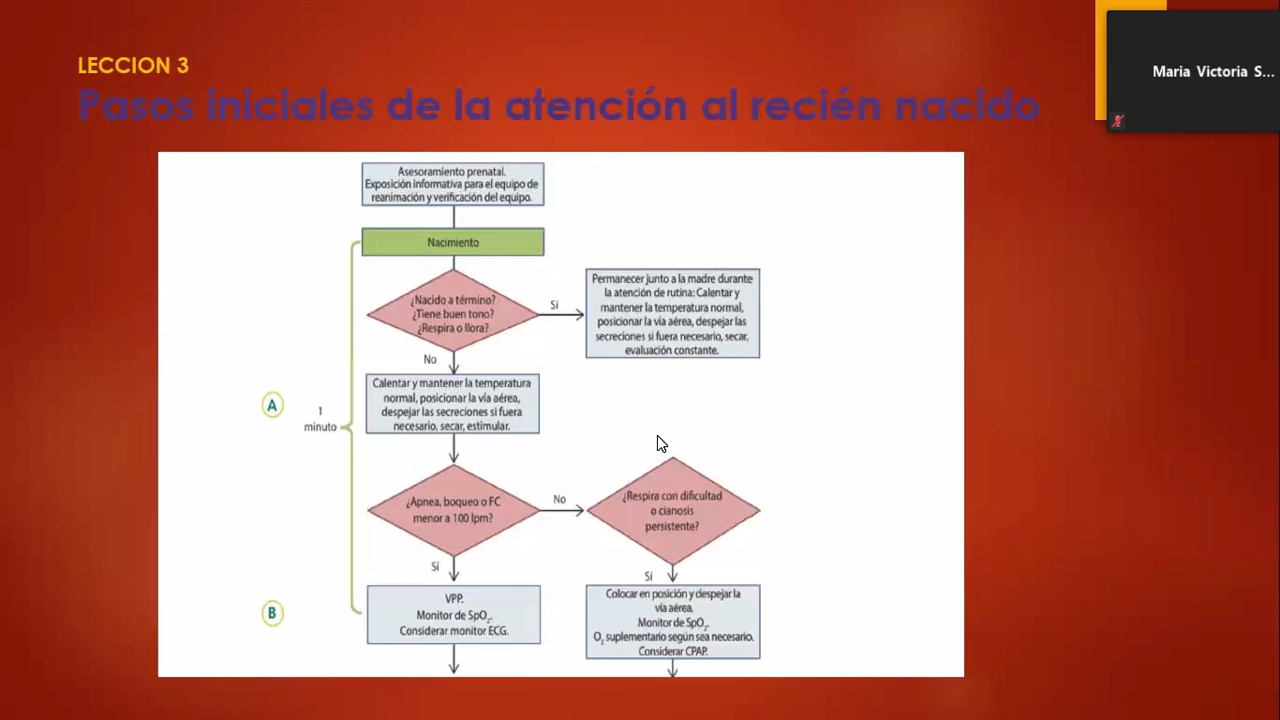 LECCION 3
Pasos iniciales de la atención al recién nacido
Maria Victoria S...
Asesoramiento prenatal.
Exposición informativa para el equipo de
reanimación y verificación del equipo.
Nacimiento
¿Nacido a término?
¿Tiene buen tono?
¿Respira o llora?
Sí
Permanecer junto a la madre durante
la atención de rutina: Calentar y
mantener la temperatura normal,
posicionar la vía aérea, despejar las
secreciones si fuera necesario, secar,
evaluación constante.
No
Calentar y mantener la temperatura
normal, posicionar la vía aérea,
despejar las secreciones si fuera
necesario, secar, estimular.
A
1
minuto
¿Apnea, boqueo o FC
menor a 100 lpm?
No
¿Respira con dificultad
o cianosis
persistente?
Sí
Sí
B
VPP.
Monitor de SpO₂.
Considerar monitor ECG.
Colocar en posición y despejar la
vía aérea.
Monitor de SpO₂.
O₂ suplementario según sea necesario.
Considerar CPAP.